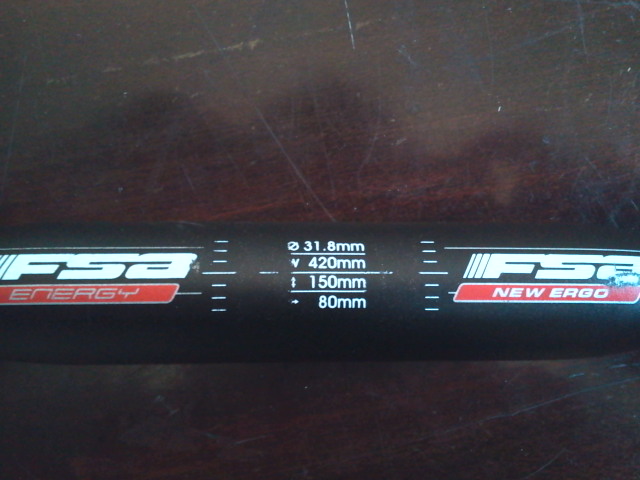 FSA
ENERGY
Ø 31.8mm
420mm
150mm
80mm
FSA
NEW ERGO